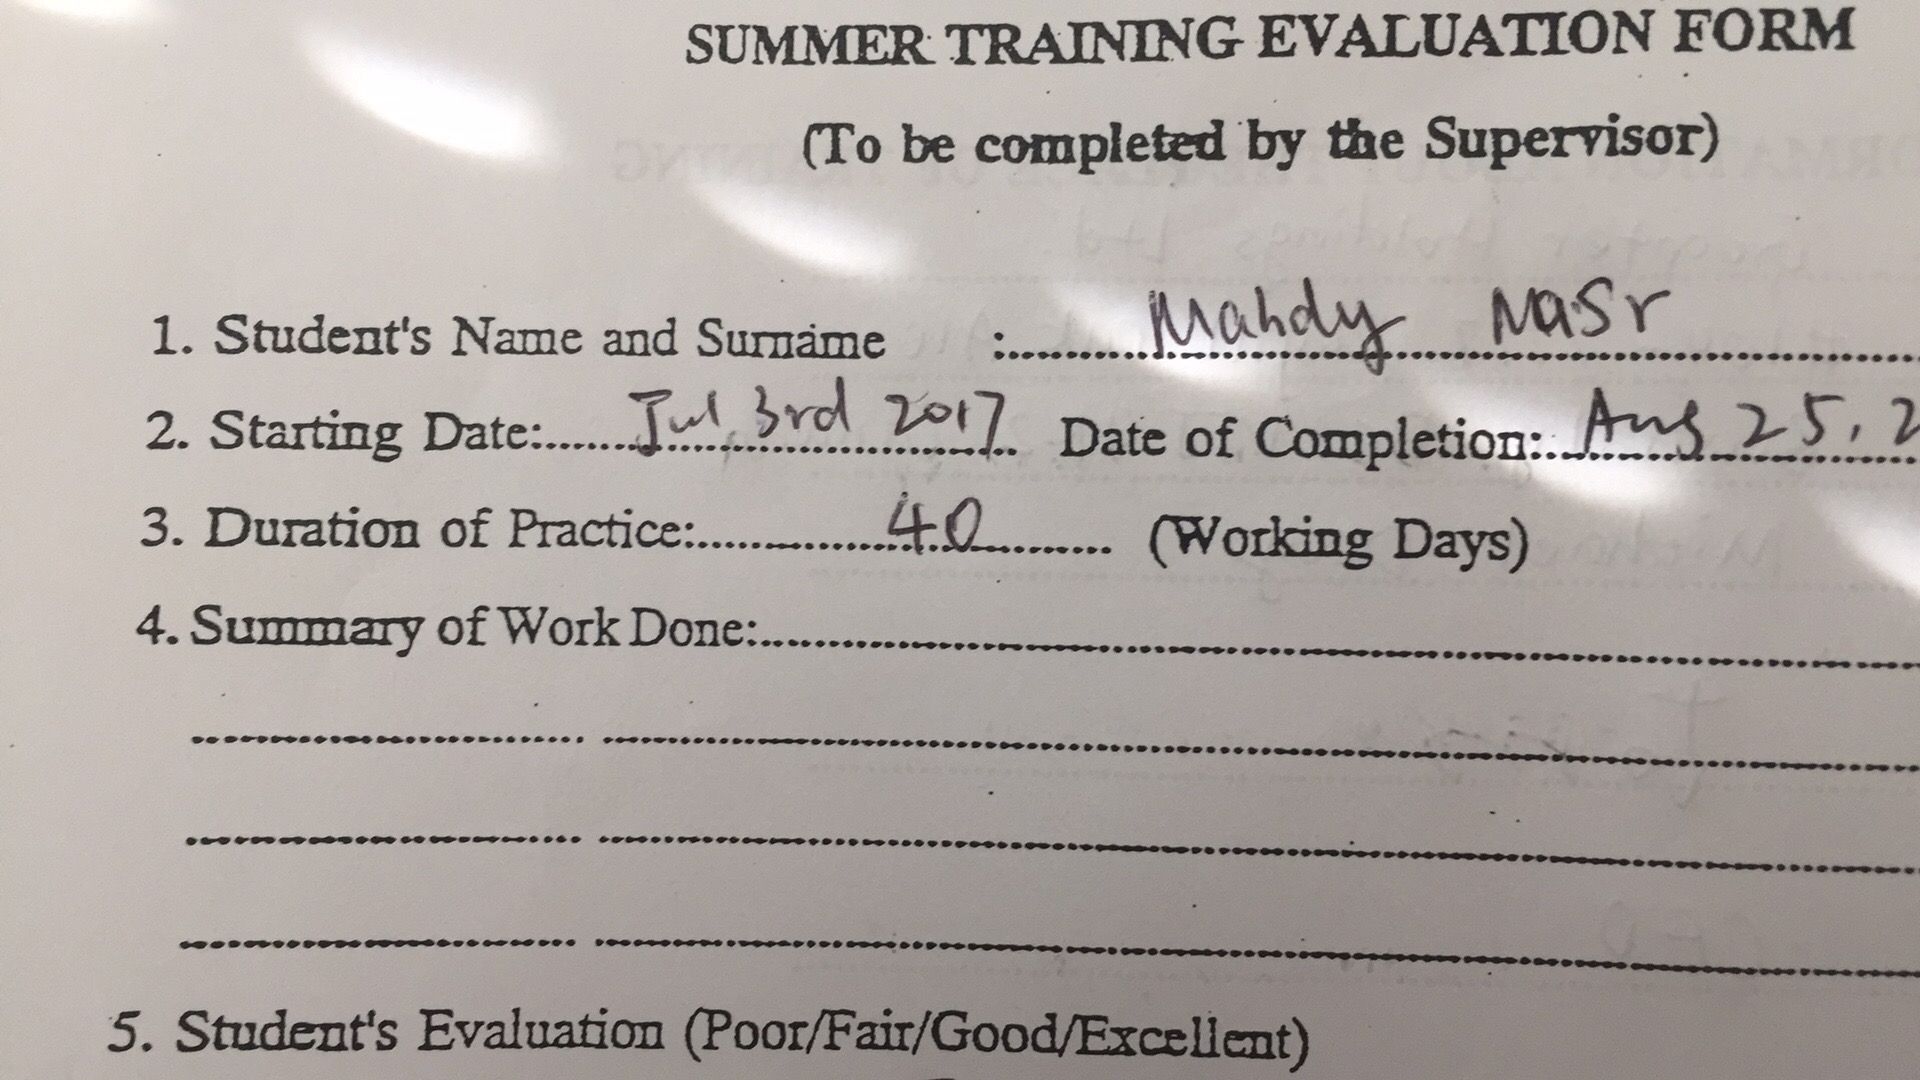 SUMMER TRAINING EVALUATION FORM
(To be completed by the Supervisor)
1. Student's Name and Surname : Mahdy Nasr
2. Starting Date: Jul 3rd 2017 Date of Completion: Aug 25, 2
3. Duration of Practice: 40 (Working Days)
4. Summary of Work Done:
5. Student's Evaluation (Poor/Fair/Good/Excellent)